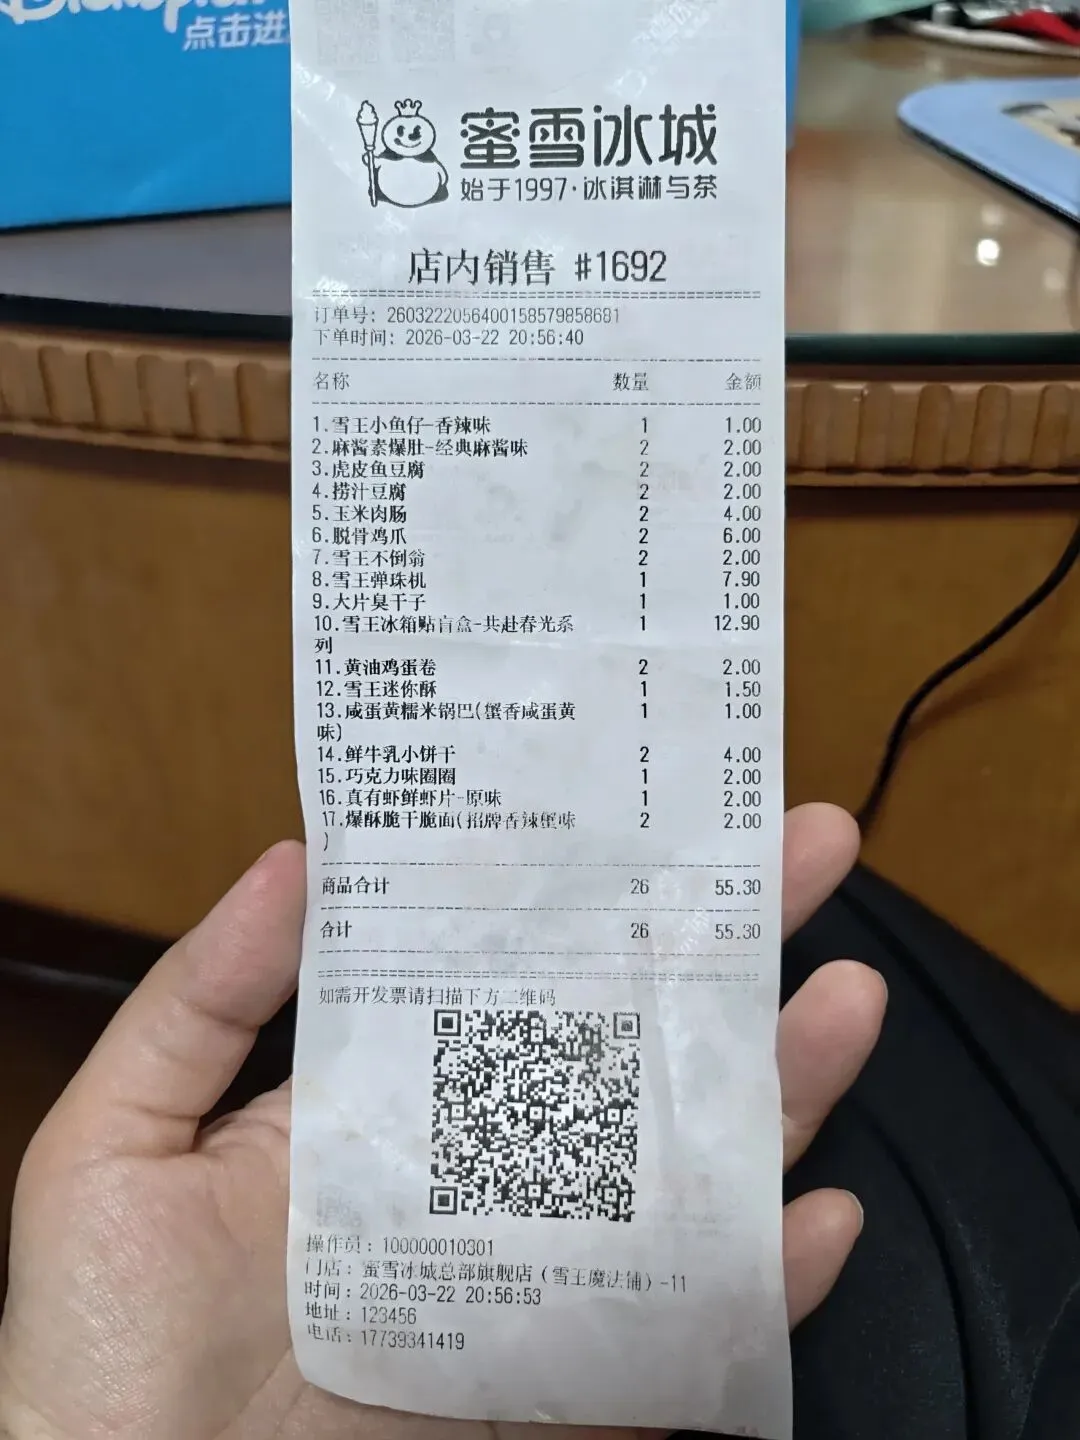 点击进
蜜雪冰城
始于1997·冰淇淋与茶
店内销售 #1692
订单号: 2603222056400158579858681
下单时间: 2026-03-22 20:56:40
名称 数量 金额
1.雪王小鱼仔-香辣味 1 1.00
2.麻酱素爆肚-经典麻酱味 2 2.00
3.虎皮鱼豆腐 2 2.00
4.捞汁豆腐 2 2.00
5.玉米肉肠 2 4.00
6.脱骨鸡爪 2 6.00
7.雪王不倒翁 2 2.00
8.雪王弹珠机 1 7.90
9.大片臭干子 1 1.00
10.雪王冰箱贴盲盒-共赴春光系 1 12.90
列
11.黄油鸡蛋卷 2 2.00
12.雪王迷你酥 1 1.50
13.咸蛋黄糯米锅巴(蟹香咸蛋黄 1 1.00
味)
14.鲜牛乳小饼干 2 4.00
15.巧克力味圈圈 1 2.00
16.真有虾鲜虾片-原味 1 2.00
17.爆酥脆干脆面(招牌香辣蟹味 2 2.00
)
商品合计 26 55.30
合计 26 55.30
如需开发票请扫描下方二维码
操作员: 100000010301
门店: 蜜雪冰城总部旗舰店（雪王魔法铺）-11
时间: 2026-03-22 20:56:53
地址: 123456
电话: 17739341419